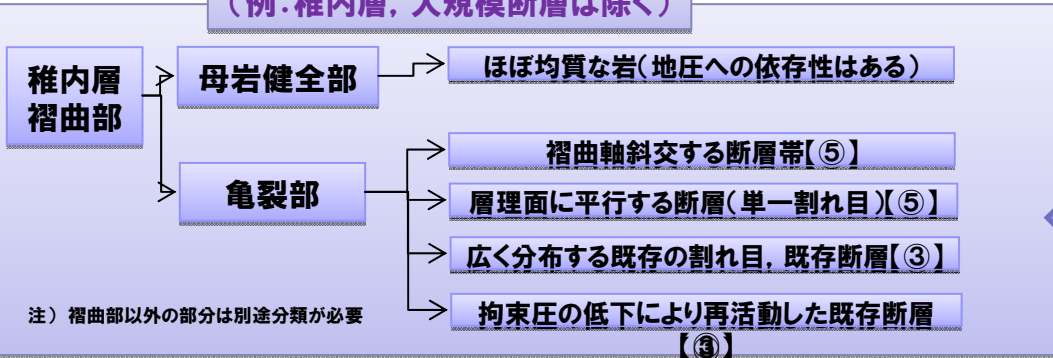 (例:稚内層,大規模断層は除く)
稚内層
褶曲部
母岩健全部
ほぼ均質な岩(地圧への依存性はある)
亀裂部
褶曲軸斜交する断層帯【⑤】
層理面に平行する断層(単一割れ目)【⑤】
広く分布する既存の割れ目,既存断層【③】
拘束圧の低下により再活動した既存断層
注)褶曲部以外の部分は別途分類が必要